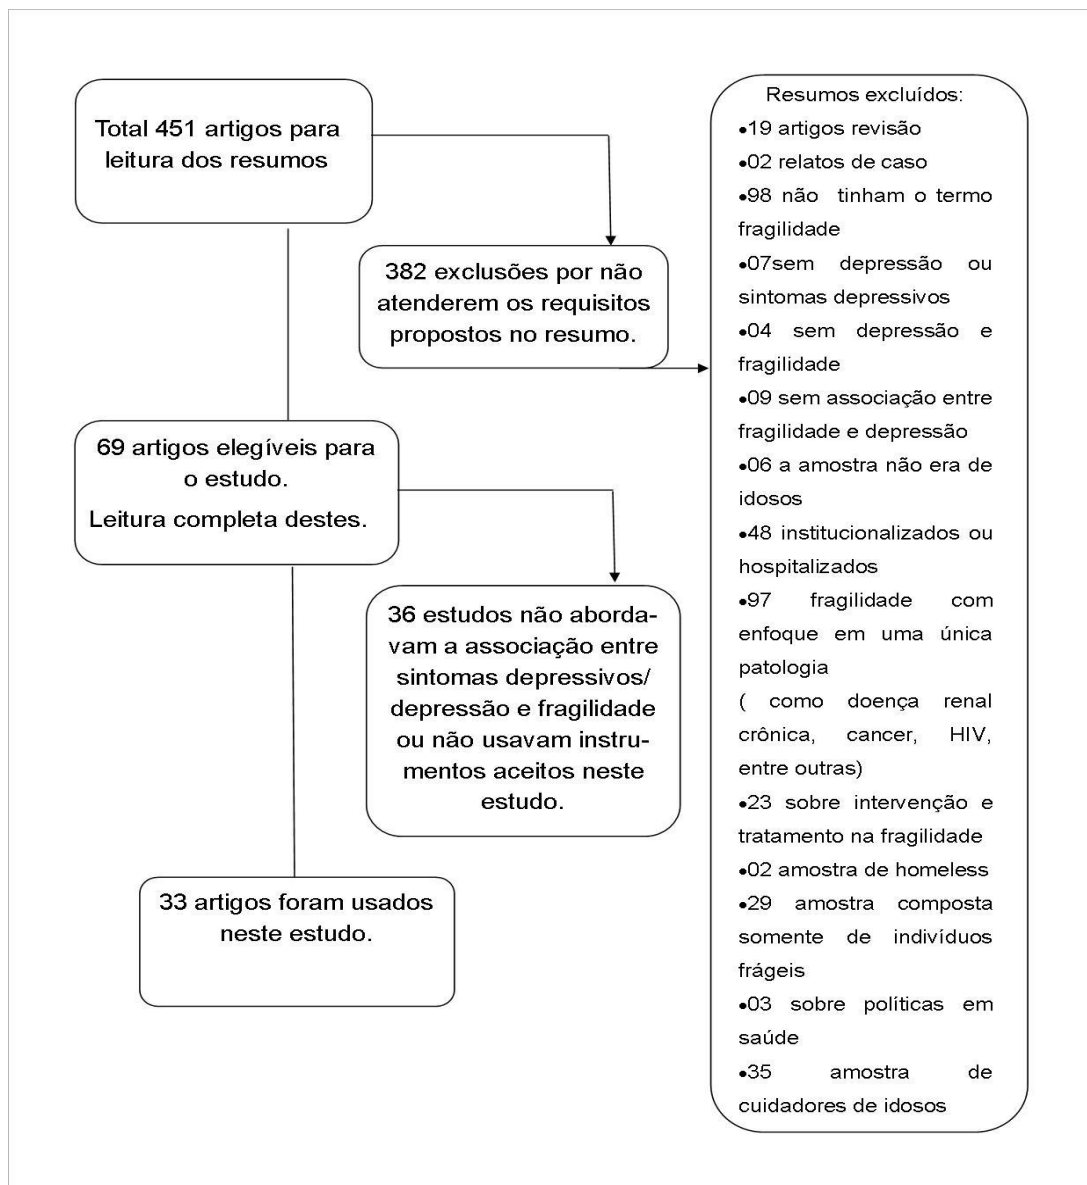 Total 451 artigos para
leitura dos resumos
382 exclusões por não
atenderem os requisitos
propostos no resumo.
69 artigos elegíveis para
o estudo.
Leitura completa destes.
36 estudos não aborda-
vam a associação entre
sintomas depressivos/
depressão e fragilidade
ou não usavam instru-
mentos aceitos neste
estudo.
33 artigos foram usados
neste estudo.
Resumos excluídos:
•19 artigos revisão
•02 relatos de caso
•98 não tinham o termo
fragilidade
•07sem depressão ou
sintomas depressivos
•04 sem depressão e
fragilidade
•09 sem associação entre
fragilidade e depressão
•06 a amostra não era de
idosos
•48 institucionalizados ou
hospitalizados
•97 fragilidade com
enfoque em uma única
patologia
( como doença renal
crônica, cancer, HIV,
entre outras)
•23 sobre intervenção e
tratamento na fragilidade
•02 amostra de homeless
•29 amostra composta
somente de indivíduos
frágeis
•03 sobre políticas em
saúde
•35 amostra de
cuidadores de idosos